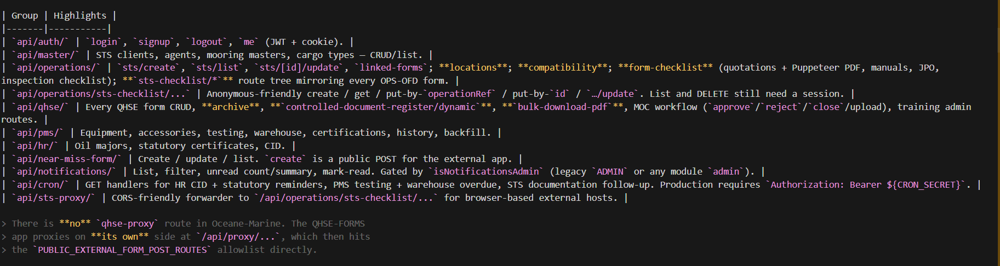 | Group | Highlights |
|-------|-----------|
| `api/auth/` | `login`, `signup`, `logout`, `me` (JWT + cookie). |
| `api/master/` | STS clients, agents, mooring masters, cargo types — CRUD/list. |
| `api/operations/` | `sts/create`, `sts/list`, `sts/[id]/update`, `linked-forms`; **locations**; **compatibility**; **form-checklist** (quotations + Puppeteer PDF, manuals, JPO,
inspection checklist); **`sts-checklist/*`** route tree mirroring every OPS-OFD form. |
| `api/operations/sts-checklist/...` | Anonymous-friendly create / get / put-by-`operationRef` / put-by-`id` / `…/update`. List and DELETE still need a session. |
| `api/qhse/` | Every QHSE form CRUD, **archive**, **`controlled-document-register/dynamic`**, **`bulk-download-pdf`**, MOC workflow (`approve`/`reject`/`close`/upload), training admin
routes. |
| `api/pms/` | Equipment, accessories, testing, warehouse, certifications, history, backfill. |
| `api/hr/` | Oil majors, statutory certificates, CID. |
| `api/near-miss-form/` | Create / update / list. `create` is a public POST for the external app. |
| `api/notifications/` | List, filter, unread count/summary, mark-read. Gated by `isNotificationsAdmin` (legacy `ADMIN` or any module `admin`). |
| `api/cron/` | GET handlers for HR CID + statutory reminders, PMS testing + warehouse overdue, STS documentation follow-up. Production requires `Authorization: Bearer ${CRON_SECRET}`. |
| `api/sts-proxy/` | CORS-friendly forwarder to `/api/operations/sts-checklist/...` for browser-based external hosts. |
> There is **no** `qhse-proxy` route in Oceane-Marine. The QHSE-FORMS
> app proxies on **its own** side at `/api/proxy/...`, which then hits
> the `PUBLIC_EXTERNAL_FORM_POST_ROUTES` allowlist directly.